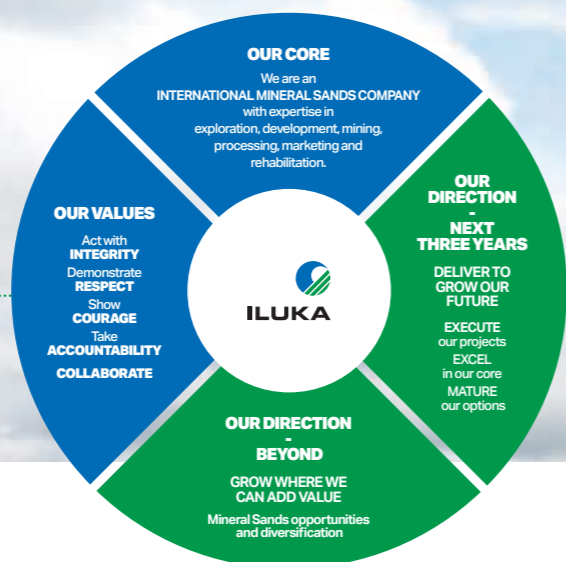 OUR CORE
We are an
INTERNATIONAL MINERAL SANDS COMPANY
with expertise in
exploration, development, mining,
processing, marketing and
rehabilitation.
OUR VALUES
Act with
INTEGRITY
Demonstrate
RESPECT
Show
COURAGE
Take
ACCOUNTABILITY
COLLABORATE
ILUKA
OUR
DIRECTION
-
NEXT
THREE YEARS
DELIVER TO
GROW OUR
FUTURE
EXECUTE
our projects
EXCEL
in our core
MATURE
our options
OUR DIRECTION
-
BEYOND
GROW WHERE WE
CAN ADD VALUE
Mineral Sands opportunities
and diversification